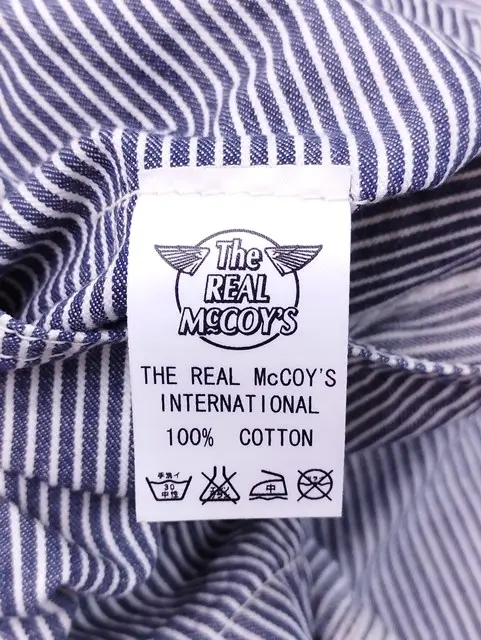 The
REAL
McCOY'S
THE REAL McCOY'S
INTERNATIONAL
100% COTTON
手洗イ
30
中性
中